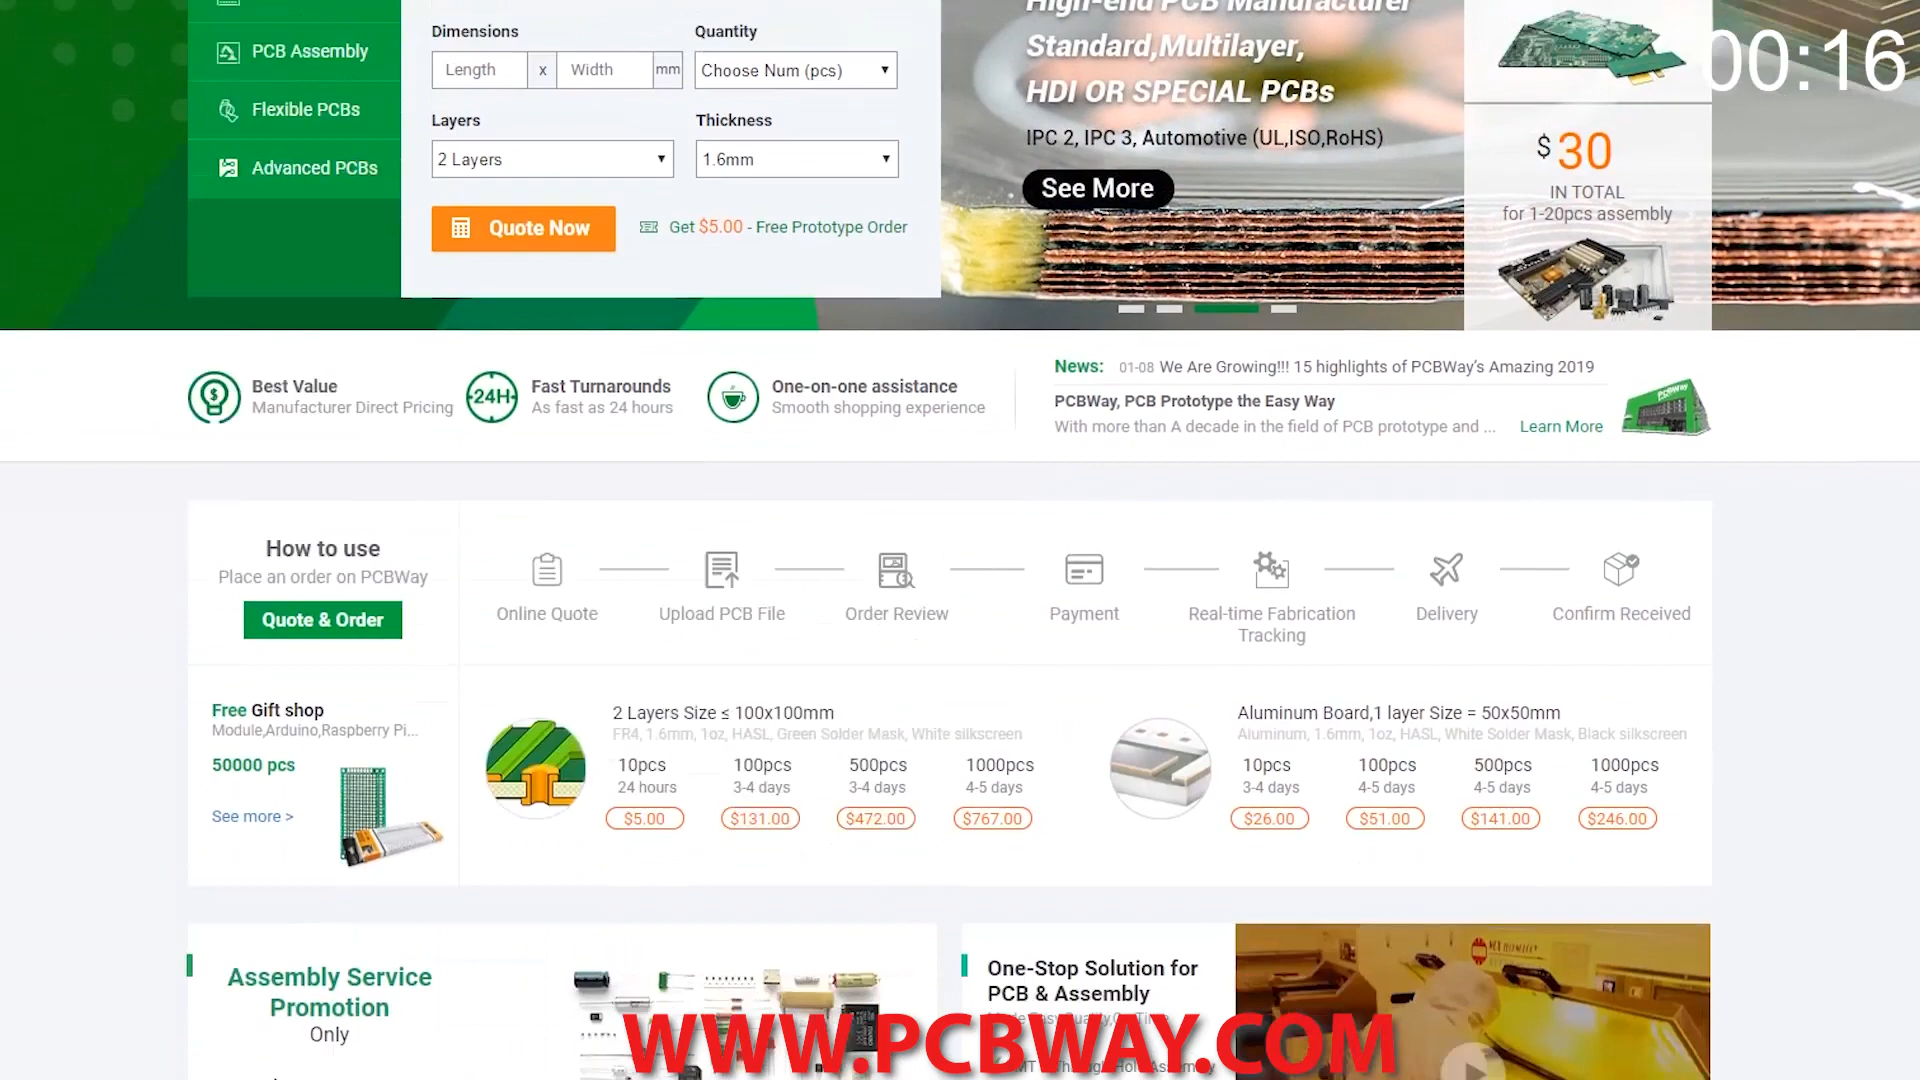 High-end PCB Manufacturer
Standard,Multilayer,
HDI OR SPECIAL PCBs
IPC 2, IPC 3, Automotive (UL,ISO,RoHS)
See More
00:16
PCB Assembly
Flexible PCBs
Advanced PCBs
Dimensions
Quantity
Length x Width mm
Choose Num (pcs)
Layers
Thickness
2 Layers
1.6mm
Quote Now
Get $5.00 - Free Prototype Order
$30
IN TOTAL
for 1-20pcs assembly
Best Value
Manufacturer Direct Pricing
24H
Fast Turnarounds
As fast as 24 hours
One-on-one assistance
Smooth shopping experience
News: 01-08 We Are Growing!!! 15 highlights of PCBWay's Amazing 2019
PCBWay, PCB Prototype the Easy Way
With more than A decade in the field of PCB prototype and ... Learn More
PCBWay
How to use
Place an order on PCBWay
Quote & Order
Online Quote
Upload PCB File
Order Review
Payment
Real-time Fabrication
Tracking
Delivery
Confirm Received
Free Gift shop
Module,Arduino,Raspberry Pi...
50000 pcs
See more >
2 Layers Size ≤ 100x100mm
FR4, 1.6mm, 1oz, HASL, Green Solder Mask, White silkscreen
10pcs 100pcs 500pcs 1000pcs
24 hours 3-4 days 3-4 days 4-5 days
$5.00 $131.00 $472.00 $767.00
Aluminum Board,1 layer Size = 50x50mm
Aluminum, 1.6mm, 1oz, HASL, White Solder Mask, Black silkscreen
10pcs 100pcs 500pcs 1000pcs
3-4 days 4-5 days 4-5 days 4-5 days
$26.00 $51.00 $141.00 $246.00
Assembly Service
Promotion
Only
One-Stop Solution for
PCB & Assembly
WWW.PCBWAY.COM